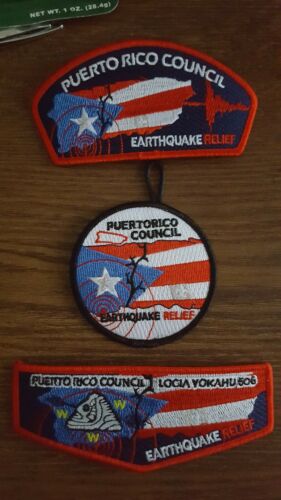 NET WT. 1 OZ (28.4g)
PUERTO RICO COUNCIL
EARTHQUAKE RELIEF
PUERTORICO
COUNCIL
EARTHQUAKE RELIEF
PUERTO RICO COUNCIL LOGIA YOKAHU 506
W W
W
EARTHQUAKE RELIEF